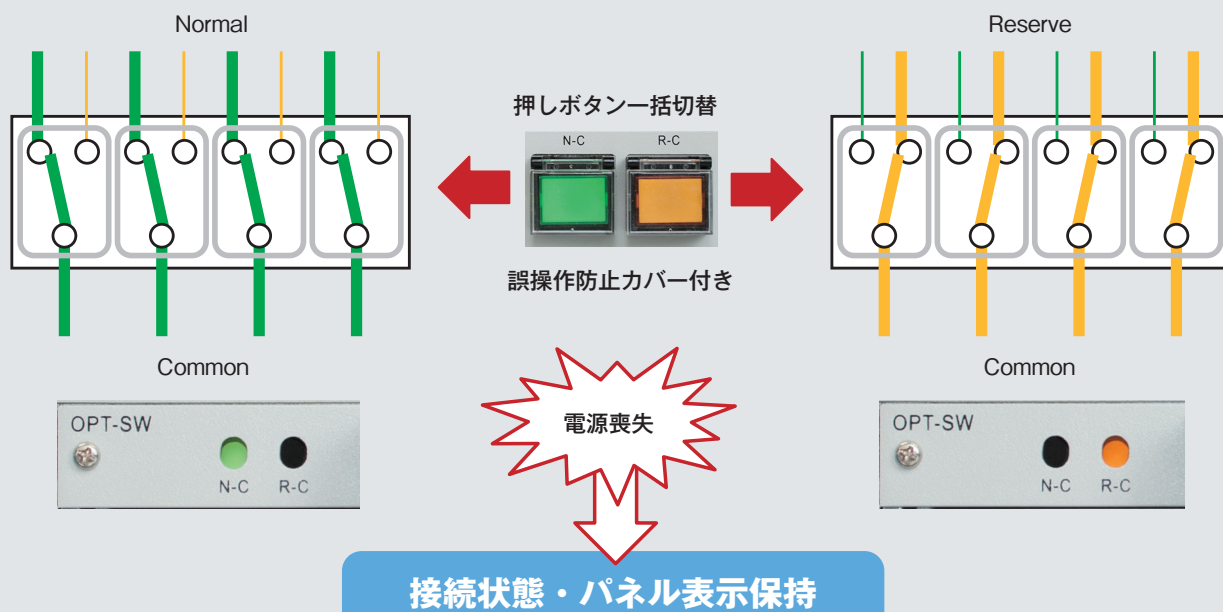 Normal
Reserve
押しボタン一括切替
N-C
R-C
誤操作防止カバー付き
Common
Common
OPT-SW
N-C R-C
電源喪失
OPT-SW
N-C R-C
接続状態・パネル表示保持